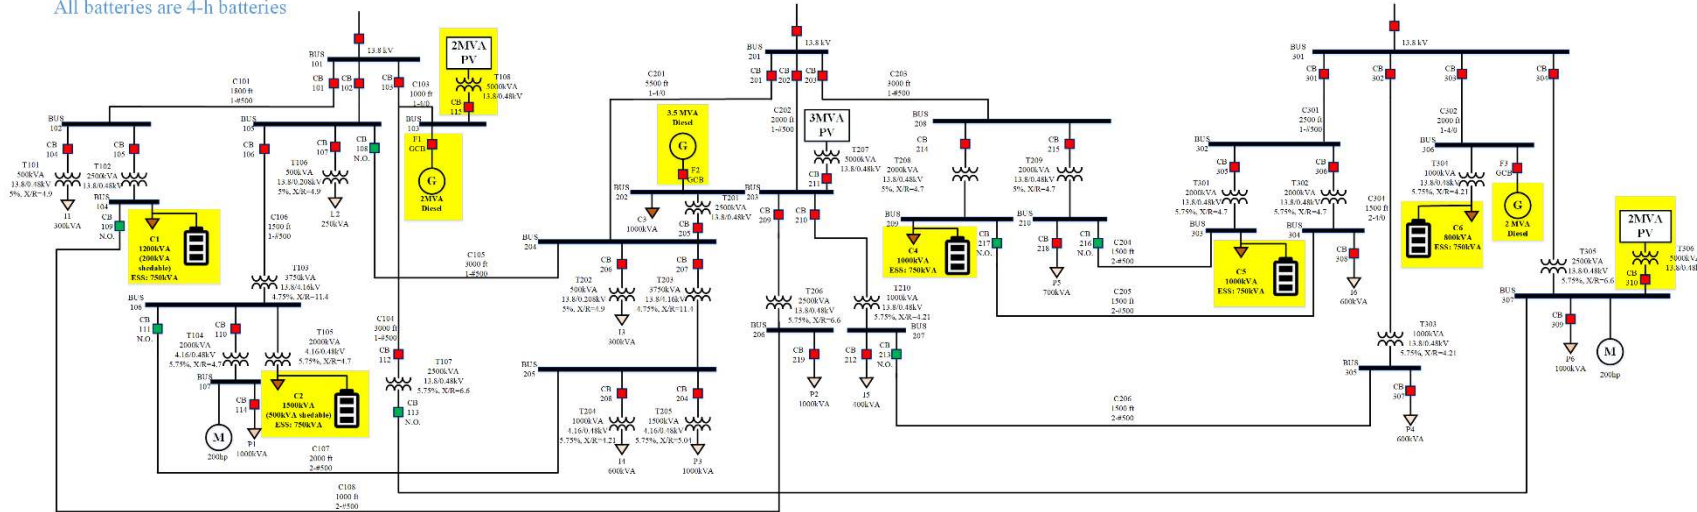 All batteries are 4-h batteries
BUS
101
13.8 kV
CB
101
CB
102
CB
103
C101
1800 ft
1-#500
C103
1000 ft
1-4/0
2MVA
PV
T108
5000kVA
13.8/0.48kV
CB
115
BUS
102
BUS
105
BUS
103
CB
104
CB
105
CB
106
CB
107
CB
108
N.O.
F1
GCB
G
2MVA
Diesel
T101
500kVA
13.8/0.48kV
5%, X/R=4.9
T102
2500kVA
13.8/0.48kV
I1
300kVA
BUS
104
CB
109
N.O.
C1
1200kVA
(200kVA
shedable)
ESS: 750kVA
T106
500kVA
13.8/0.208kV
5%, X/R=4.9
L2
250kVA
C106
1500 ft
1-#500
T103
3750kVA
13.8/4.16kV
4.75%, X/R=11.4
BUS
106
CB
111
N.O.
CB
110
T104
2000kVA
4.16/0.48kV
5.75%, X/R=4.7
T105
2000kVA
4.16/0.48kV
5.75%, X/R=4.7
BUS
107
CB
114
M
200hp
P1
1000kVA
C2
1500kVA
(500kVA shedable)
ESS: 750kVA
C107
2000 ft
2-#500
C108
1000 ft
2-#500
C104
3000 ft
1-#500
CB
112
T107
2500kVA
13.8/0.48kV
5.75%, X/R=6.6
CB
113
N.O.
C105
3000 ft
1-#500
BUS
201
13.8 kV
CB
201
CB
202
CB
203
C201
5500 ft
1-4/0
C202
2000 ft
1-#500
C203
3000 ft
1-#500
3.5 MVA
Diesel
G
F2
GCB
BUS
202
C3
1000kVA
T201
2500kVA
13.8/0.48kV
CB
205
3MVA
PV
T207
5000kVA
13.8/0.48kV
CB
211
BUS
203
CB
209
CB
210
BUS
204
CB
206
CB
207
T202
500kVA
13.8/0.208kV
5% X/R=4.9
I3
300kVA
T203
3750kVA
13.8/4.16kV
4.75%, X/R=11.4
BUS
205
CB
208
CB
204
T204
1000kVA
4.16/0.48kV
5.75%, X/R=4.21
T205
1500kVA
4.16/0.48kV
5.75%, X/R=5.04
I4
600kVA
P3
1000kVA
T206
2500kVA
13.8/0.48kV
5.75%, X/R=6.6
BUS
206
CB
219
P2
1000kVA
T210
1000kVA
13.8/0.48kV
5.75%, X/R=4.21
BUS
207
CB
212
CB
213
N.O.
I5
400kVA
BUS
208
CB
214
CB
215
T208
2000kVA
13.8/0.48kV
5%, X/R=4.7
T209
2000kVA
13.8/0.48kV
5%, X/R=4.7
BUS
209
C4
1000kVA
ESS: 750kVA
CB
217
N.O.
BUS
210
CB
218
P5
700kVA
CB
216
N.O.
C204
1500 ft
2-#500
C205
1500 ft
2-#500
C206
1500 ft
2-#500
BUS
301
13.8 kV
CB
301
CB
302
CB
303
CB
304
C301
2500 ft
1-#500
C302
2000 ft
1-4/0
BUS
302
CB
305
CB
306
T301
2000kVA
13.8/0.48kV
5.75%, X/R=4.7
T302
2000kVA
13.8/0.48kV
5.75%, X/R=4.7
BUS
303
C5
1000kVA
ESS: 750kVA
BUS
304
CB
308
I6
600kVA
C304
1500 ft
2-4/0
T303
1000kVA
13.8/0.48kV
5.75%, X/R=4.21
BUS
305
CB
307
P4
600kVA
BUS
306
T304
1000kVA
13.8/0.48kV
5.75%, X/R=4.21
C6
800kVA
ESS: 750kVA
F3
GCB
G
2 MVA
Diesel
T305
2500kVA
13.8/0.48kV
5.75%, X/R=6.6
2MVA
PV
T306
5000kVA
13.8/0.48kV
CB
310
BUS
307
CB
309
P6
1000kVA
M
200hp